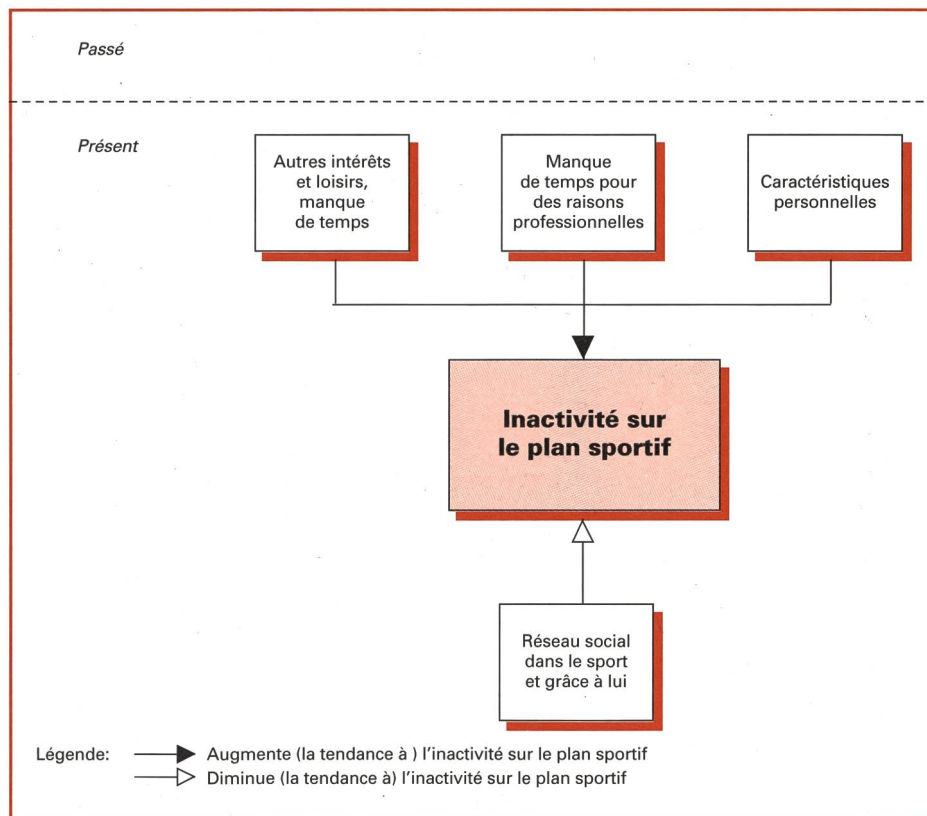 Passé
Présent
Autres intérêts
et loisirs,
manque
de temps
Manque
de temps pour
des raisons
professionnelles
Caractéristiques
personnelles
Inactivité sur
le plan sportif
Réseau social
dans le sport
et grâce à lui
Légende:
Augmente (la tendance à ) l'inactivité sur le plan sportif
Diminue (la tendance à) l'inactivité sur le plan sportif